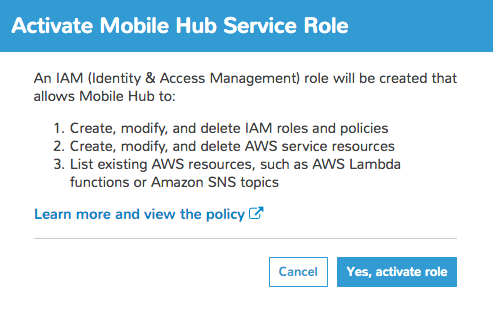 Activate Mobile Hub Service Role
An IAM (Identity & Access Management) role will be created that
allows Mobile Hub to:
1. Create, modify, and delete IAM roles and policies
2. Create, modify, and delete AWS service resources
3. List existing AWS resources, such as AWS Lambda
functions or Amazon SNS topics
Learn more and view the policy
Cancel
Yes, activate role